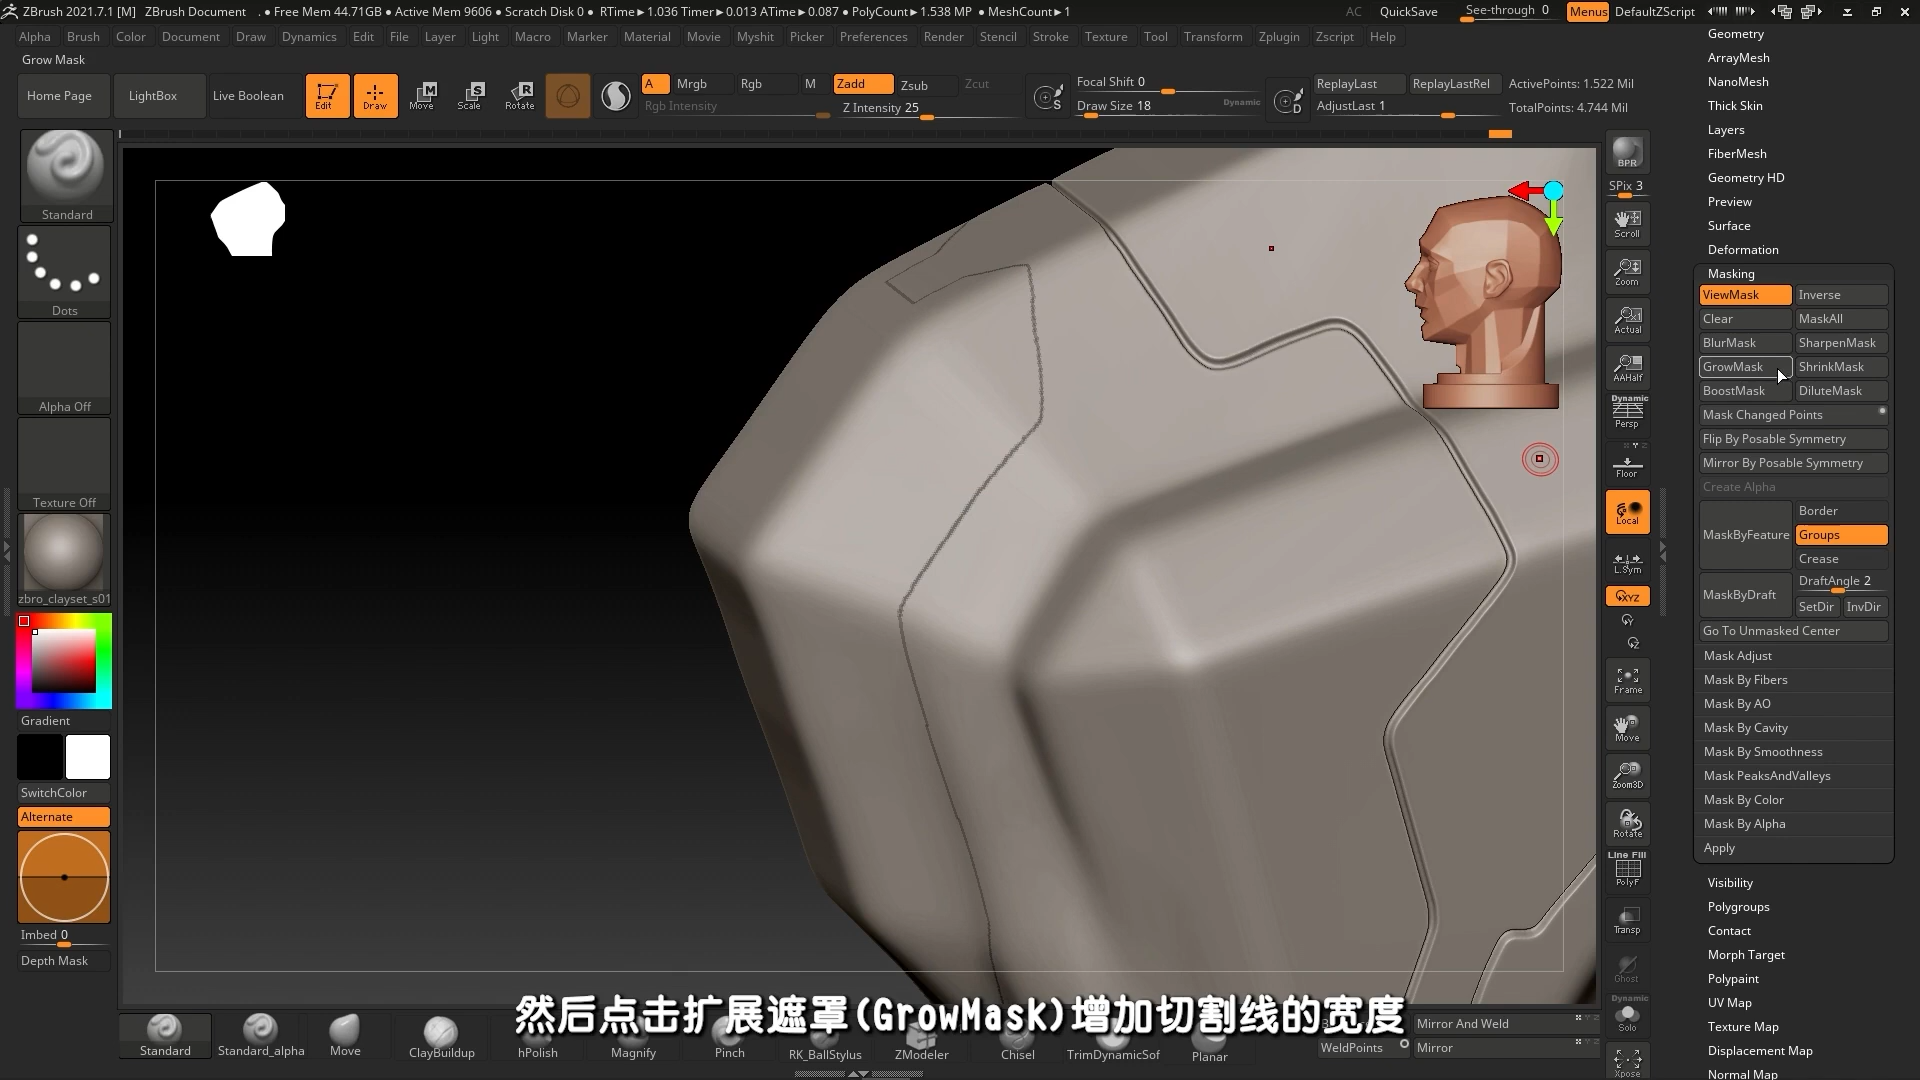 ZBrush 2021.7.1 [M] ZBrush Document . ● Free Mem 44.71GB ● Active Mem 9606 ● Scratch Disk 0 ● RTime►1.036 Timer►0.013 ATime►0.087 ● PolyCount►1.538 MP ● MeshCount►1 AC QuickSave See-through 0 Menus DefaultZScript
Alpha Brush Color Document Draw Dynamics Edit File Layer Light Macro Marker Material Movie Myshit Picker Preferences Render Stencil Stroke Texture Tool Transform Zplugin Zscript Help
Grow Mask
Home Page LightBox Live Boolean Edit Draw Move Scale Rotate
A Mrgb Rgb M Zadd Zsub Zcut
Rgb Intensity Z Intensity 25
Focal Shift 0
Draw Size 18 Dynamic
ReplayLast ReplayLastRel ActivePoints: 1.522 Mil
AdjustLast 1 TotalPoints: 4.744 Mil
Standard
Dots
Alpha Off
Texture Off
zbro_clayset_s01
Gradient
SwitchColor
Alternate
Imbed 0
Depth Mask
BPR
SPix 3
Scroll
Zoom
Actual
AAHalf
Dynamic
Persp
Floor
Local
L.Sym
XYZ
Frame
Move
Zoom3D
Rotate
Line Fill
PolyF
Transp
Ghost
Dynamic
Solo
Xpose
Geometry
ArrayMesh
NanoMesh
Thick Skin
Layers
FiberMesh
Geometry HD
Preview
Surface
Deformation
Masking
ViewMask Inverse
Clear MaskAll
BlurMask SharpenMask
GrowMask ShrinkMask
BoostMask DiluteMask
Mask Changed Points
Flip By Posable Symmetry
Mirror By Posable Symmetry
Create Alpha
Border
MaskByFeature Groups
Crease
DraftAngle 2
MaskByDraft
SetDir InvDir
Go To Unmasked Center
Mask Adjust
Mask By Fibers
Mask By AO
Mask By Cavity
Mask By Smoothness
Mask PeaksAndValleys
Mask By Color
Mask By Alpha
Apply
Visibility
Polygroups
Contact
Morph Target
Polypaint
UV Map
Texture Map
Displacement Map
Normal Map
然后点击扩展遮罩(GrowMask)增加切割线的宽度
Standard Standard_alpha Move ClayBuildup hPolish Magnify Pinch RK_BallStylus ZModeler Chisel TrimDynamicSof Planar
Mirror And Weld
WeldPoints Mirror